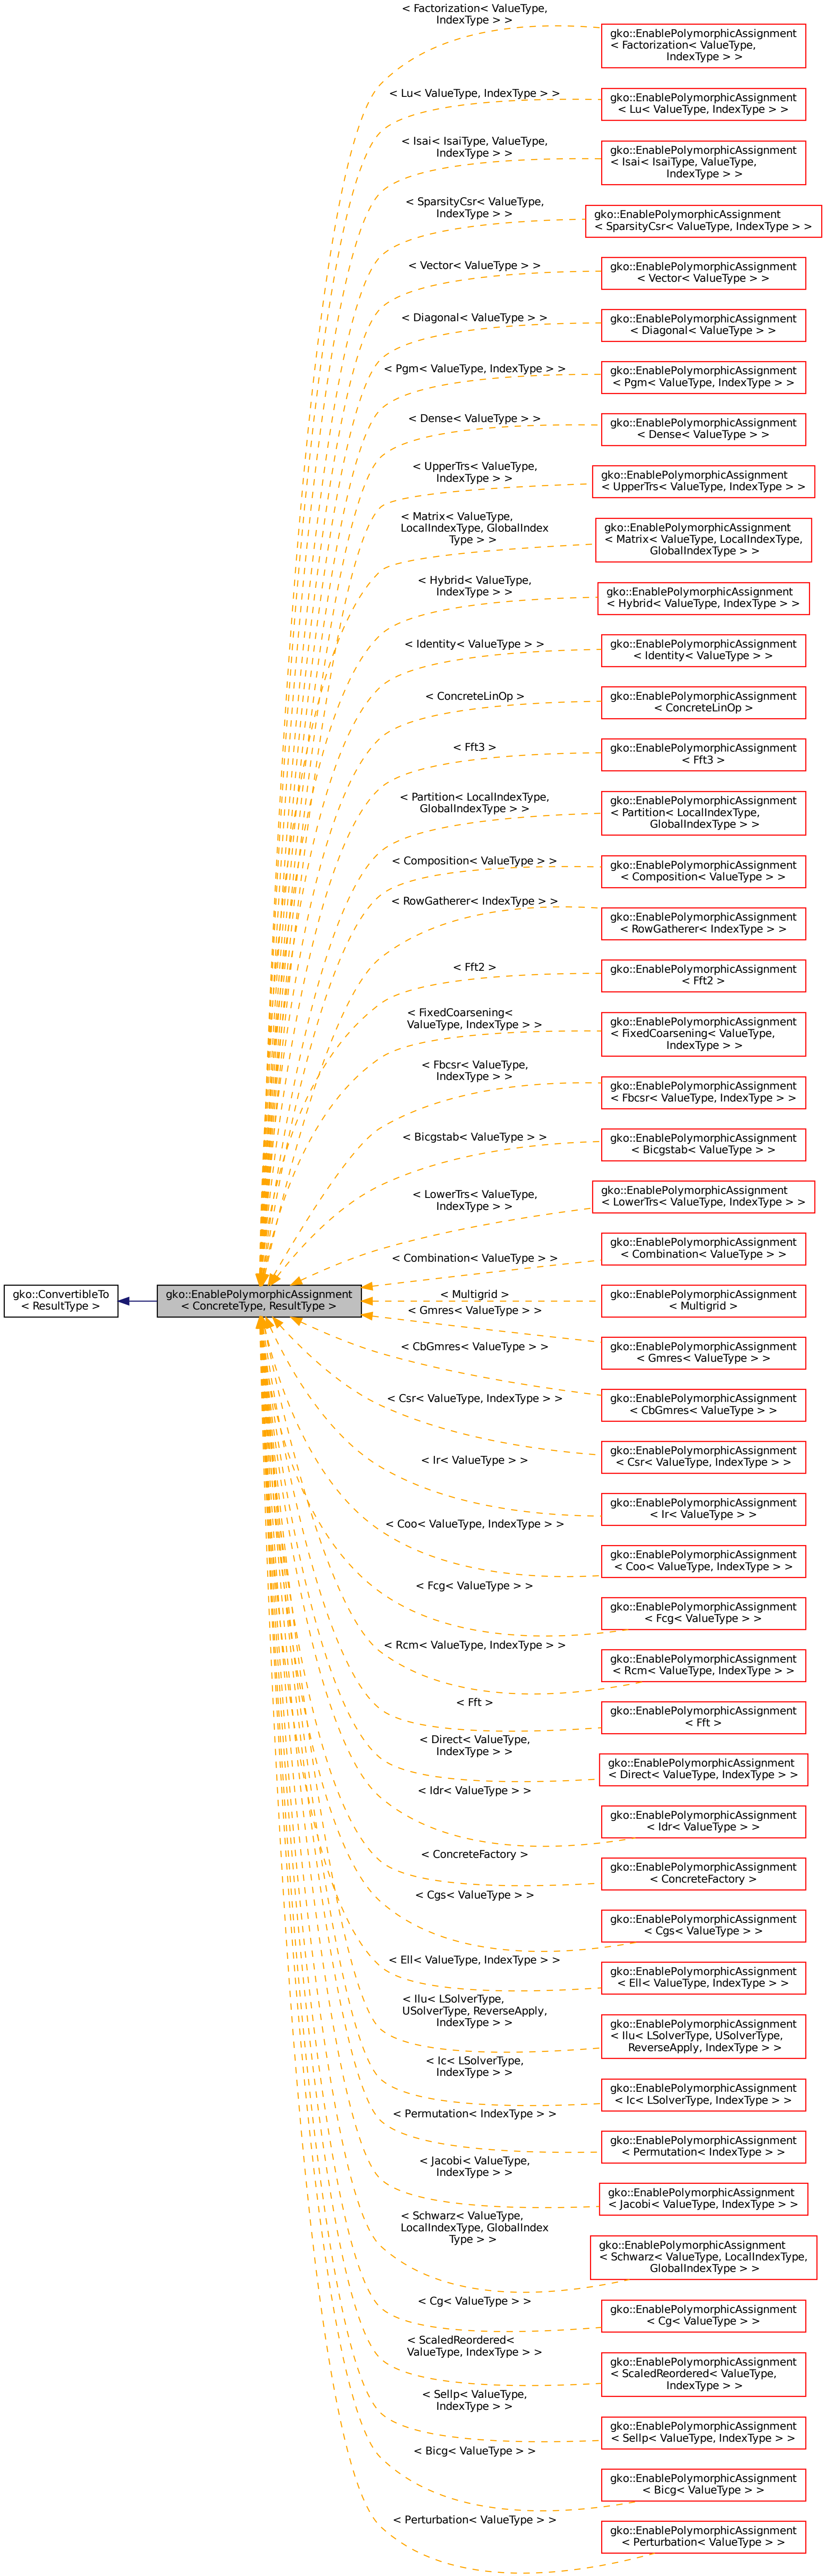 < Factorization< ValueType,
IndexType > >
gko::EnablePolymorphicAssignment
< Factorization< ValueType,
IndexType > >
< Lu< ValueType, IndexType > >
gko::EnablePolymorphicAssignment
< Lu< ValueType, IndexType > >
< Isai< IsaiType, ValueType,
IndexType > >
gko::EnablePolymorphicAssignment
< Isai< IsaiType, ValueType,
IndexType > >
< SparsityCsr< ValueType,
IndexType > >
gko::EnablePolymorphicAssignment
< SparsityCsr< ValueType, IndexType > >
< Vector< ValueType > >
gko::EnablePolymorphicAssignment
< Vector< ValueType > >
< Diagonal< ValueType > >
gko::EnablePolymorphicAssignment
< Diagonal< ValueType > >
< Pgm< ValueType, IndexType > >
gko::EnablePolymorphicAssignment
< Pgm< ValueType, IndexType > >
< Dense< ValueType > >
gko::EnablePolymorphicAssignment
< Dense< ValueType > >
< UpperTrs< ValueType,
IndexType > >
gko::EnablePolymorphicAssignment
< UpperTrs< ValueType, IndexType > >
< Matrix< ValueType,
LocalIndexType, GlobalIndex
Type > >
gko::EnablePolymorphicAssignment
< Matrix< ValueType, LocalIndexType,
GlobalIndexType > >
< Hybrid< ValueType,
IndexType > >
gko::EnablePolymorphicAssignment
< Hybrid< ValueType, IndexType > >
< Identity< ValueType > >
gko::EnablePolymorphicAssignment
< Identity< ValueType > >
< ConcreteLinOp >
gko::EnablePolymorphicAssignment
< ConcreteLinOp >
< Fft3 >
gko::EnablePolymorphicAssignment
< Fft3 >
< Partition< LocalIndexType,
GlobalIndexType > >
gko::EnablePolymorphicAssignment
< Partition< LocalIndexType,
GlobalIndexType > >
< Composition< ValueType > >
gko::EnablePolymorphicAssignment
< Composition< ValueType > >
< RowGatherer< IndexType > >
gko::EnablePolymorphicAssignment
< RowGatherer< IndexType > >
< Fft2 >
gko::EnablePolymorphicAssignment
< Fft2 >
< FixedCoarsening<
ValueType, IndexType > >
gko::EnablePolymorphicAssignment
< FixedCoarsening< ValueType,
IndexType > >
< Fbcsr< ValueType,
IndexType > >
gko::EnablePolymorphicAssignment
< Fbcsr< ValueType, IndexType > >
< Bicgstab< ValueType > >
gko::EnablePolymorphicAssignment
< Bicgstab< ValueType > >
< LowerTrs< ValueType,
IndexType > >
gko::EnablePolymorphicAssignment
< LowerTrs< ValueType, IndexType > >
< Combination< ValueType > >
gko::EnablePolymorphicAssignment
< Combination< ValueType > >
gko::ConvertibleTo
< ResultType >
gko::EnablePolymorphicAssignment
< ConcreteType, ResultType >
< Multigrid >
gko::EnablePolymorphicAssignment
< Multigrid >
< Gmres< ValueType > >
gko::EnablePolymorphicAssignment
< Gmres< ValueType > >
< CbGmres< ValueType > >
gko::EnablePolymorphicAssignment
< CbGmres< ValueType > >
< Csr< ValueType, IndexType > >
gko::EnablePolymorphicAssignment
< Csr< ValueType, IndexType > >
< Ir< ValueType > >
gko::EnablePolymorphicAssignment
< Ir< ValueType > >
< Coo< ValueType, IndexType > >
gko::EnablePolymorphicAssignment
< Coo< ValueType, IndexType > >
< Fcg< ValueType > >
gko::EnablePolymorphicAssignment
< Fcg< ValueType > >
< Rcm< ValueType, IndexType > >
gko::EnablePolymorphicAssignment
< Rcm< ValueType, IndexType > >
< Fft >
gko::EnablePolymorphicAssignment
< Fft >
< Direct< ValueType,
IndexType > >
gko::EnablePolymorphicAssignment
< Direct< ValueType, IndexType > >
< Idr< ValueType > >
gko::EnablePolymorphicAssignment
< Idr< ValueType > >
< ConcreteFactory >
gko::EnablePolymorphicAssignment
< ConcreteFactory >
< Cgs< ValueType > >
gko::EnablePolymorphicAssignment
< Cgs< ValueType > >
< Ell< ValueType, IndexType > >
gko::EnablePolymorphicAssignment
< Ell< ValueType, IndexType > >
< Ilu< LSolverType,
USolverType, ReverseApply,
IndexType > >
gko::EnablePolymorphicAssignment
< Ilu< LSolverType, USolverType,
ReverseApply, IndexType > >
< Ic< LSolverType,
IndexType > >
gko::EnablePolymorphicAssignment
< Ic< LSolverType, IndexType > >
< Permutation< IndexType > >
gko::EnablePolymorphicAssignment
< Permutation< IndexType > >
< Jacobi< ValueType,
IndexType > >
gko::EnablePolymorphicAssignment
< Jacobi< ValueType, IndexType > >
< Schwarz< ValueType,
LocalIndexType, GlobalIndex
Type > >
gko::EnablePolymorphicAssignment
< Schwarz< ValueType, LocalIndexType,
GlobalIndexType > >
< Cg< ValueType > >
gko::EnablePolymorphicAssignment
< Cg< ValueType > >
< ScaledReordered<
ValueType, IndexType > >
gko::EnablePolymorphicAssignment
< ScaledReordered< ValueType,
IndexType > >
< Sellp< ValueType,
IndexType > >
gko::EnablePolymorphicAssignment
< Sellp< ValueType, IndexType > >
< Bicg< ValueType > >
gko::EnablePolymorphicAssignment
< Bicg< ValueType > >
< Perturbation< ValueType > >
gko::EnablePolymorphicAssignment
< Perturbation< ValueType > >